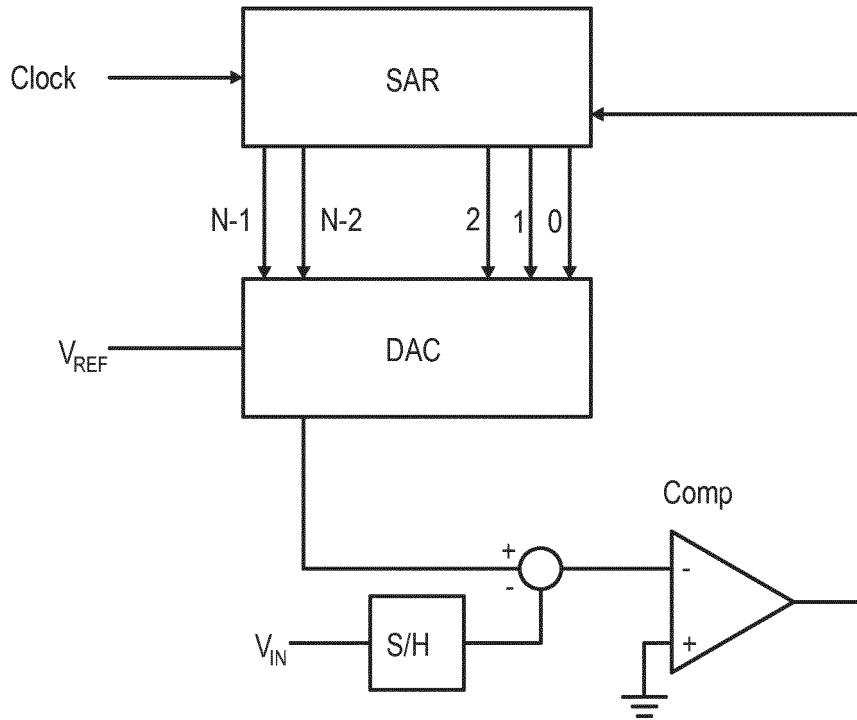 SAR
Clock
N-1 N-2 2 1 0
DAC
VREF
Comp
+
-
-
S/H
VIN
+